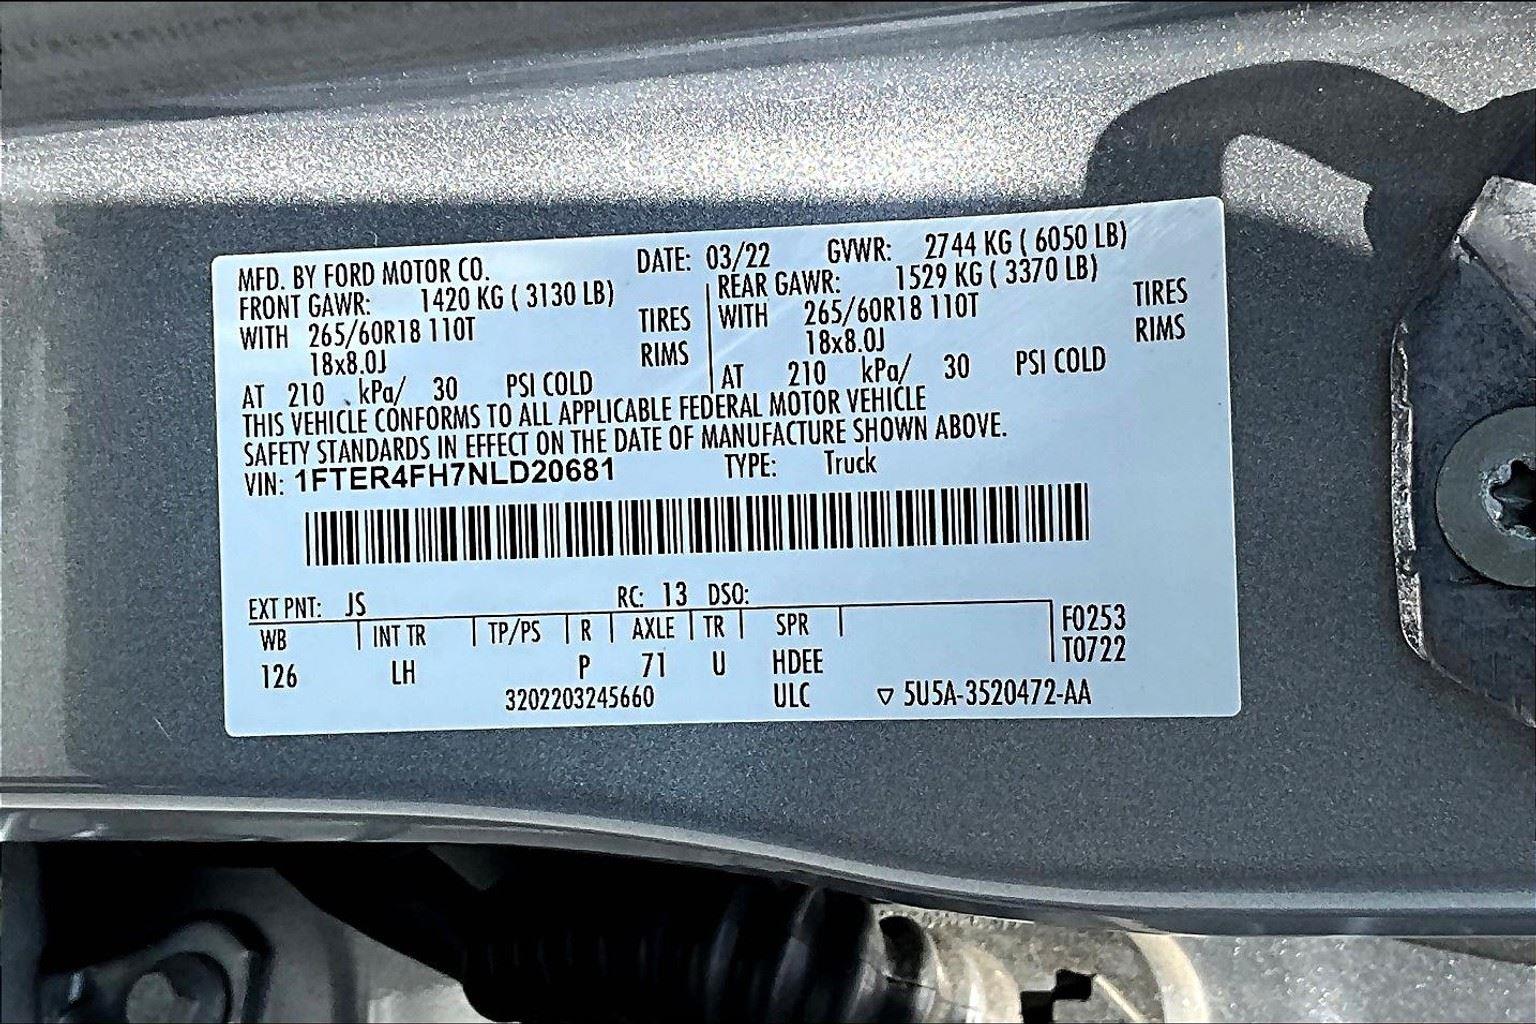 MFD. BY FORD MOTOR CO. DATE: 03/22 GVWR: 2744 KG ( 6050 LB)
FRONT GAWR: 1420 KG ( 3130 LB) REAR GAWR: 1529 KG ( 3370 LB)
WITH 265/60R18 110T TIRES WITH 265/60R18 110T TIRES
18x8.0J RIMS 18x8.0J RIMS
AT 210 kPa/ 30 PSI COLD AT 210 kPa/ 30 PSI COLD
THIS VEHICLE CONFORMS TO ALL APPLICABLE FEDERAL MOTOR VEHICLE
SAFETY STANDARDS IN EFFECT ON THE DATE OF MANUFACTURE SHOWN ABOVE.
VIN: 1FTER4FH7NLD20681 TYPE: Truck
EXT PNT: JS RC: 13 DSO:
WB INT TR TP/PS R AXLE TR SPR F0253
126 LH P 71 U HDEE T0722
3202203245660 ULC ▽ 5U5A-3520472-AA